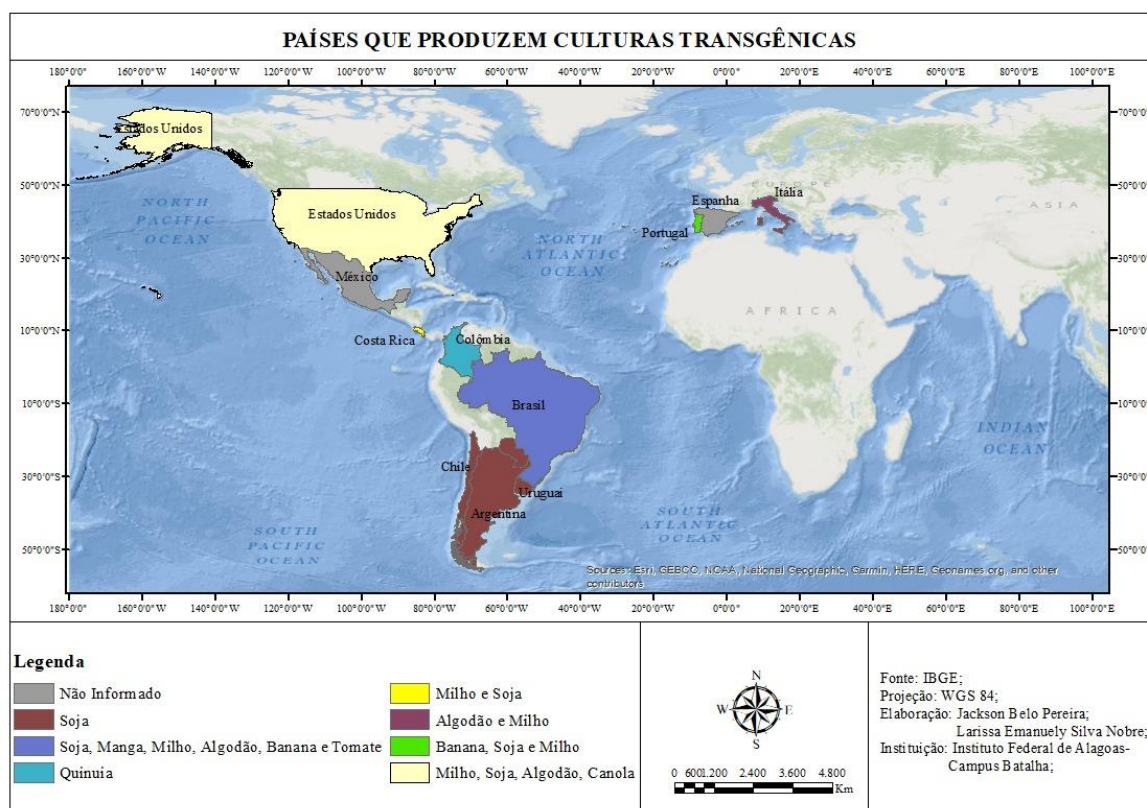 PAÍSES QUE PRODUZEM CULTURAS TRANSGÊNICAS
180°0'0" 160°0'0"W 140°0'0"W 120°0'0"W 100°0'0"W 80°0'0"W 60°0'0"W 40°0'0"W 20°0'0"W 0°0'0" 20°0'0"E 40°0'0"E 60°0'0"E 80°0'0"E 100°0'0"E
70°0'0"N
Estados Unidos
50°0'0"N
NORTH
PACIFIC
OCEAN
Estados Unidos
EUROPE
Itália
Espanha
ASIA
Portugal
NORTH
ATLANTIC
OCEAN
30°0'0"N
México
AFRICA
10°0'0"N
Costa Rica
Colômbia
Brasil
10°0'0"S
INDIAN
OCEAN
30°0'0"S
Chile
Uruguai
Argentina
SOUTH
PACIFIC
OCEAN
SOUTH
ATLANTIC
OCEAN
50°0'0"S
Sources: Esri, GEBCO, NOAA, National Geographic, Garmin, HERE, Geonames.org, and other
contributors
180°0'0" 160°0'0"W 140°0'0"W 120°0'0"W 100°0'0"W 80°0'0"W 60°0'0"W 40°0'0"W 20°0'0"W 0°0'0" 20°0'0"E 40°0'0"E 60°0'0"E 80°0'0"E 100°0'0"E
Legenda
Não Informado
Soja
Soja, Manga, Milho, Algodão, Banana e Tomate
Quinuia
Milho e Soja
Algodão e Milho
Banana, Soja e Milho
Milho, Soja, Algodão, Canola
N
W E
S
0 600 1.200 2.400 3.600 4.800
Km
Fonte: IBGE;
Projeção: WGS 84;
Elaboração: Jackson Belo Pereira;
Larissa Emanuely Silva Nobre;
Instituição: Instituto Federal de Alagoas-
Campus Batalha;